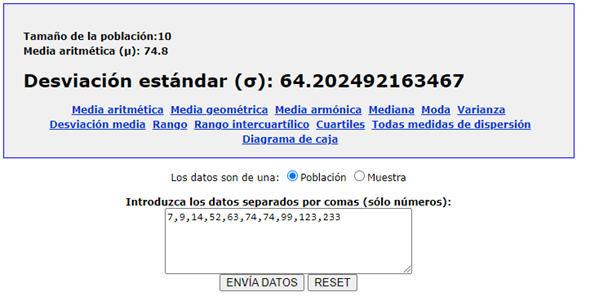 Tamaño de la población:10
Media aritmética (μ): 74.8
Desviación estándar (σ): 64.202492163467
Media aritmética Media geométrica Media armónica Mediana Moda Varianza
Desviación media Rango Rango intercuartílico Cuartiles Todas medidas de dispersión
Diagrama de caja
Los datos son de una: Población Muestra
Introduzca los datos separados por comas (sólo números):
7,9,14,52,63,74,74,99,123,233
ENVÍA DATOS RESET